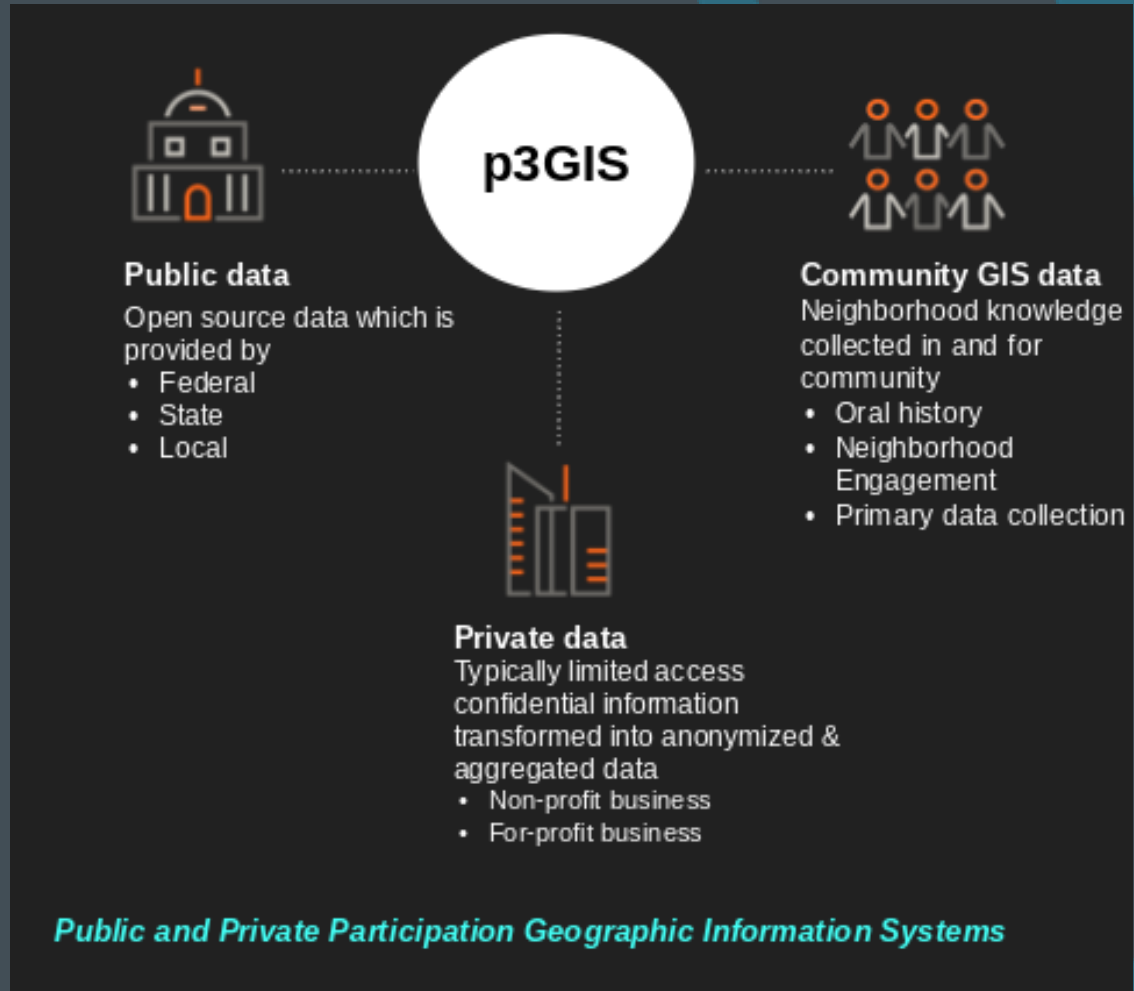 p3GIS
Public data
Open source data which is
provided by
• Federal
• State
• Local
Community GIS data
Neighborhood knowledge
collected in and for
community
• Oral history
• Neighborhood
Engagement
• Primary data collection
Private data
Typically limited access
confidential information
transformed into anonymized &
aggregated data
• Non-profit business
• For-profit business
Public and Private Participation Geographic Information Systems